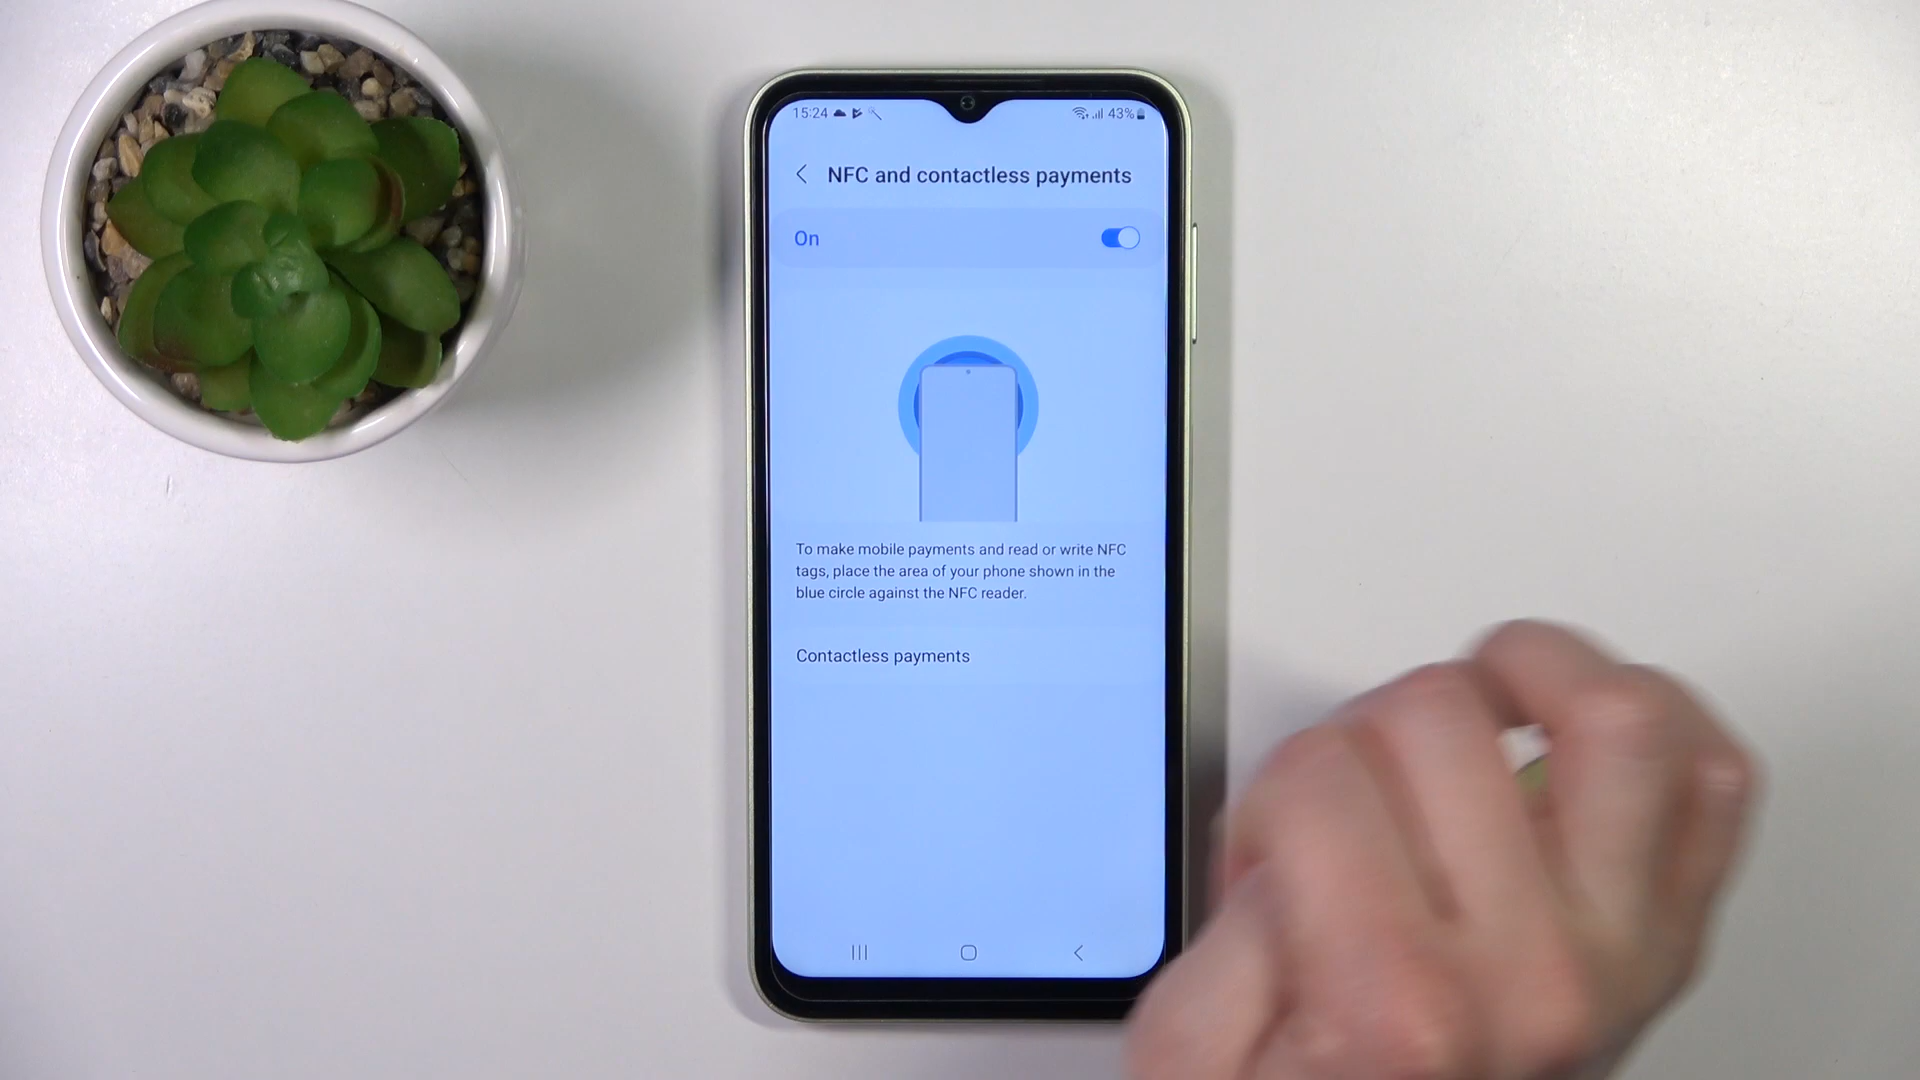 15:24
43%
NFC and contactless payments
On
To make mobile payments and read or write NFC
tags, place the area of your phone shown in the
blue circle against the NFC reader.
Contactless payments